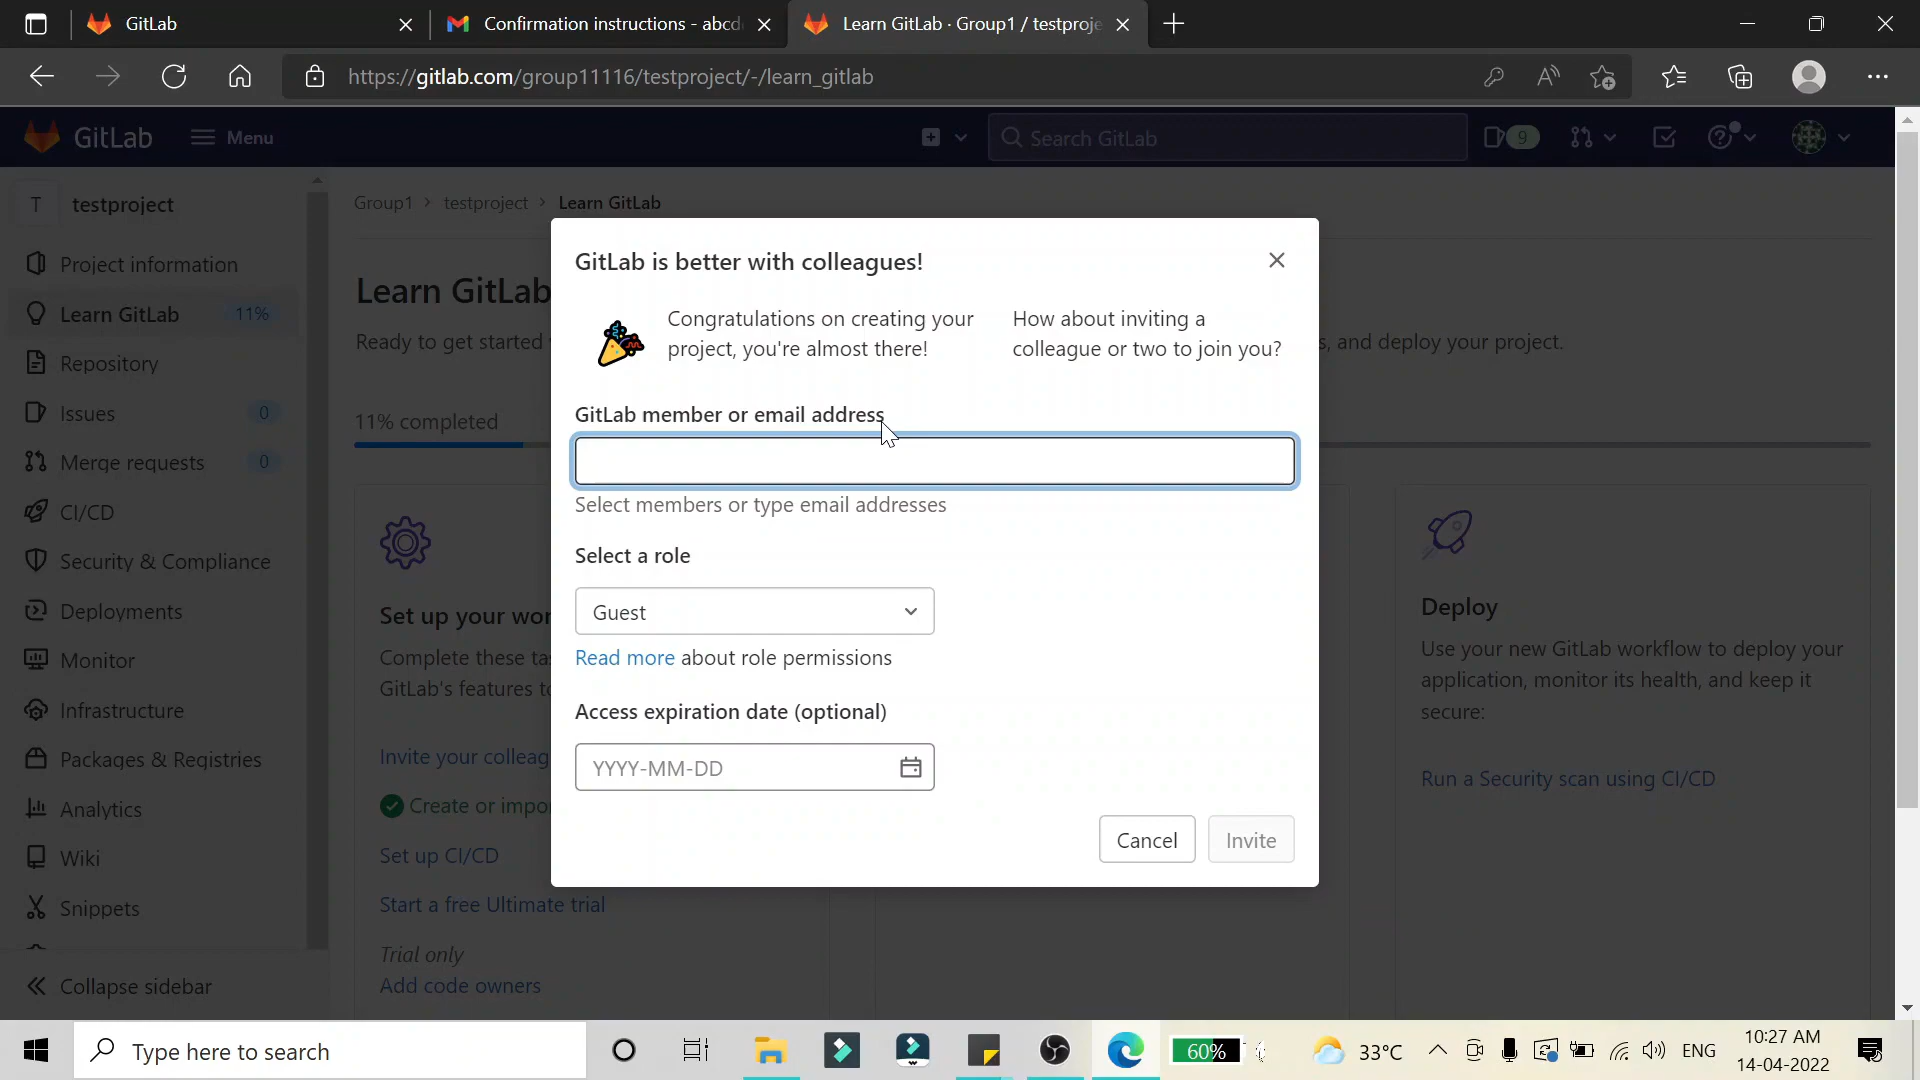 GitLab
Confirmation instructions - abcd
Learn GitLab · Group1 / testproje
https://gitlab.com/group11116/testproject/-/learn_gitlab
GitLab
Menu
Search GitLab
9
T
testproject
Group1 › testproject › Learn GitLab
Project information
Learn GitLab 11%
Repository
Issues 0
Merge requests 0
CI/CD
Security & Compliance
Deployments
Monitor
Infrastructure
Packages & Registries
Analytics
Wiki
Snippets
Collapse sidebar
Learn GitLab
Ready to get started
s, and deploy your project.
11% completed
Set up your wor
Complete these ta
GitLab's features to
Invite your colleag
Create or impo
Set up CI/CD
Start a free Ultimate trial
Trial only
Add code owners
GitLab is better with colleagues!
Congratulations on creating your
project, you're almost there!
How about inviting a
colleague or two to join you?
GitLab member or email address
Select members or type email addresses
Select a role
Guest
Read more about role permissions
Access expiration date (optional)
YYYY-MM-DD
Cancel
Invite
Deploy
Use your new GitLab workflow to deploy your
application, monitor its health, and keep it
secure:
Run a Security scan using CI/CD
Type here to search
60%
33°C
ENG
10:27 AM
14-04-2022